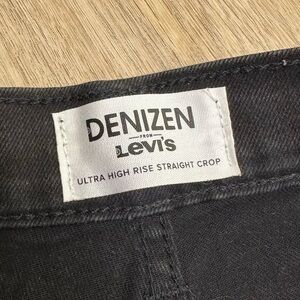 DENIZEN
FROM
Levi's
ULTRA HIGH RISE STRAIGHT CROP